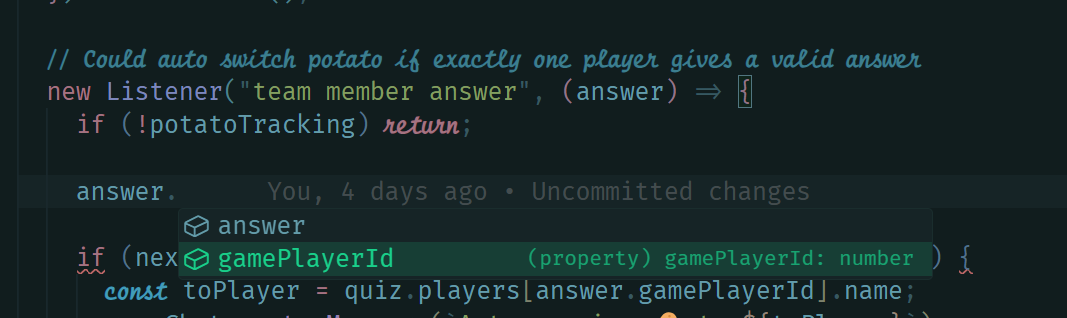 // Could auto switch potato if exactly one player gives a valid answer
new Listener("team member answer", (answer) => {
if (!potatoTracking) return;
answer. You, 4 days ago • Uncommitted changes
answer
gamePlayerId (property) gamePlayerId: number
if (nex ) {
const toPlayer = quiz.players[answer.gamePlayerId].name;